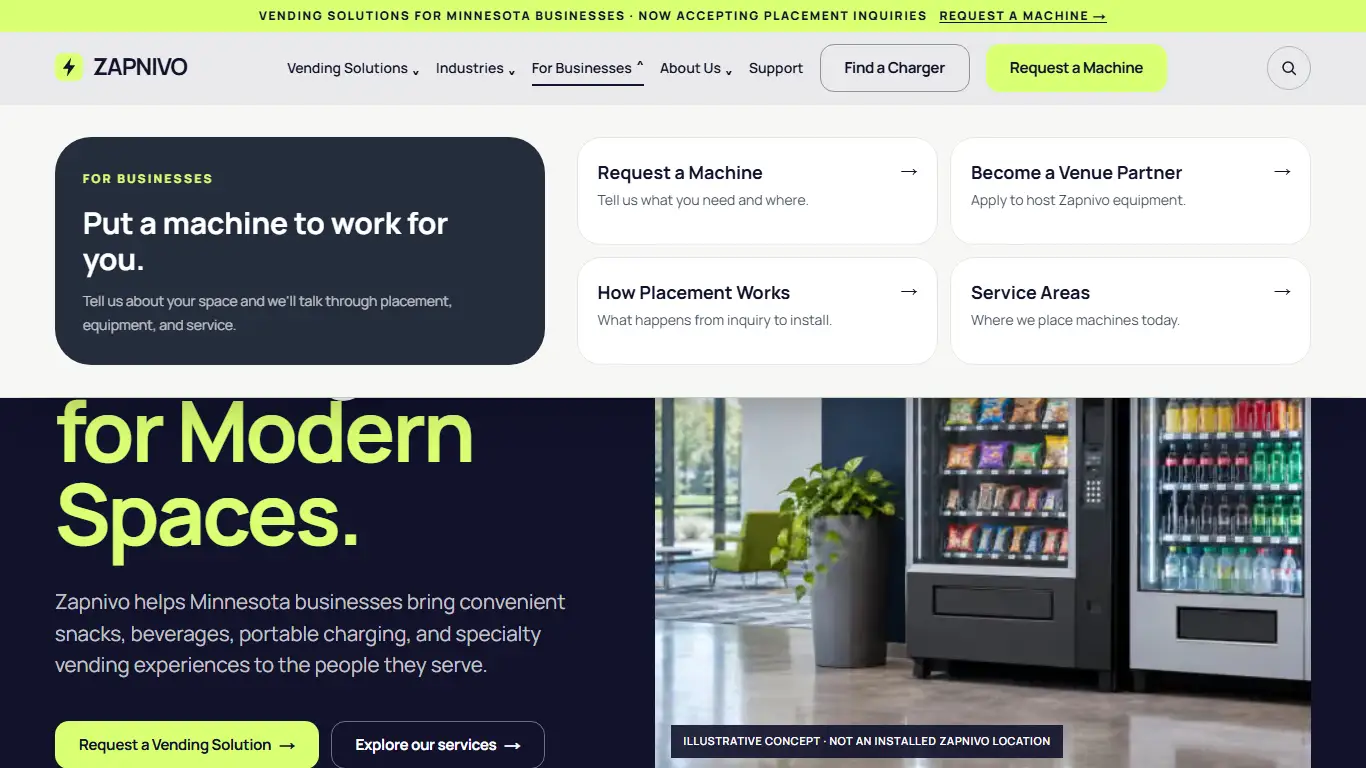 VENDING SOLUTIONS FOR MINNESOTA BUSINESSES · NOW ACCEPTING PLACEMENT INQUIRIES REQUEST A MACHINE →
ZAPNIVO
Vending Solutions
Industries
For Businesses
About Us
Support
Find a Charger
Request a Machine
FOR BUSINESSES
Put a machine to work for
you.
Tell us about your space and we'll talk through placement,
equipment, and service.
Request a Machine →
Tell us what you need and where.
Become a Venue Partner →
Apply to host Zapnivo equipment.
How Placement Works →
What happens from inquiry to install.
Service Areas →
Where we place machines today.
for Modern
Spaces.
Zapnivo helps Minnesota businesses bring convenient
snacks, beverages, portable charging, and specialty
vending experiences to the people they serve.
Request a Vending Solution →
Explore our services →
ILLUSTRATIVE CONCEPT · NOT AN INSTALLED ZAPNIVO LOCATION